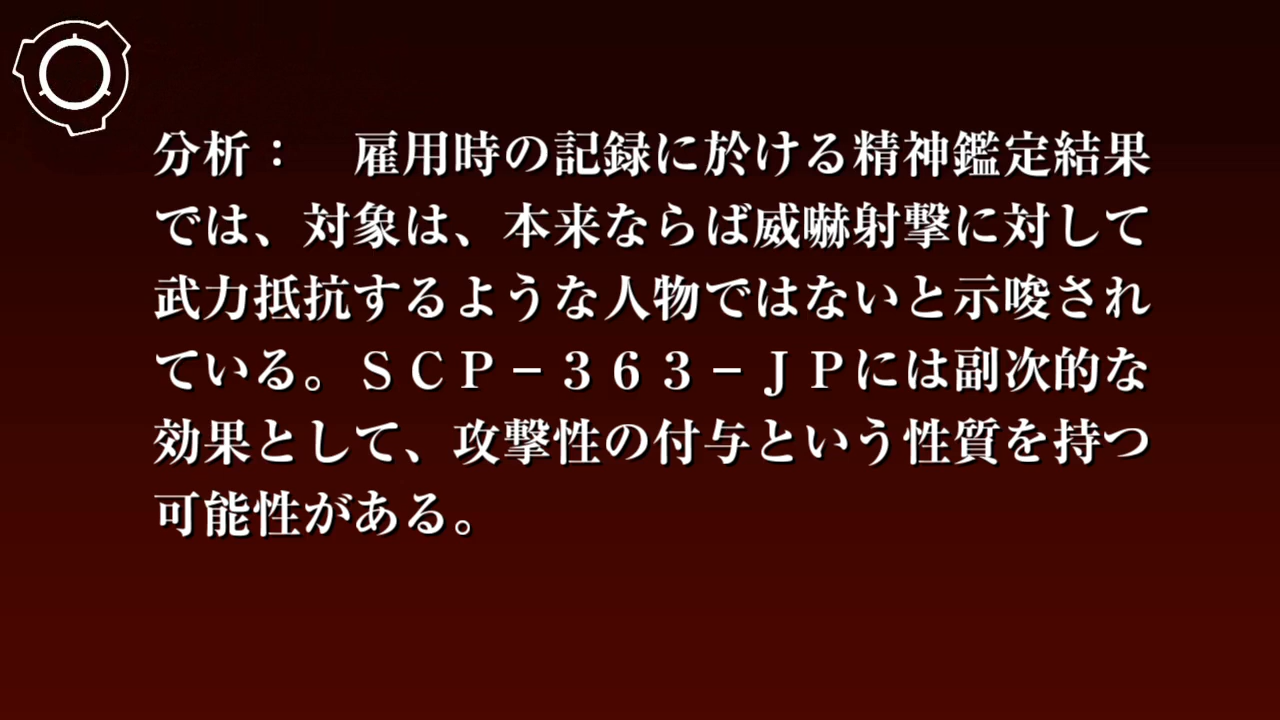 分析：　雇用時の記録に於ける精神鑑定結果
では、対象は、本来ならば威嚇射撃に対して
武力抵抗するような人物ではないと示唆され
ている。ＳＣＰ－３６３－ＪＰには副次的な
効果として、攻撃性の付与という性質を持つ
可能性がある。